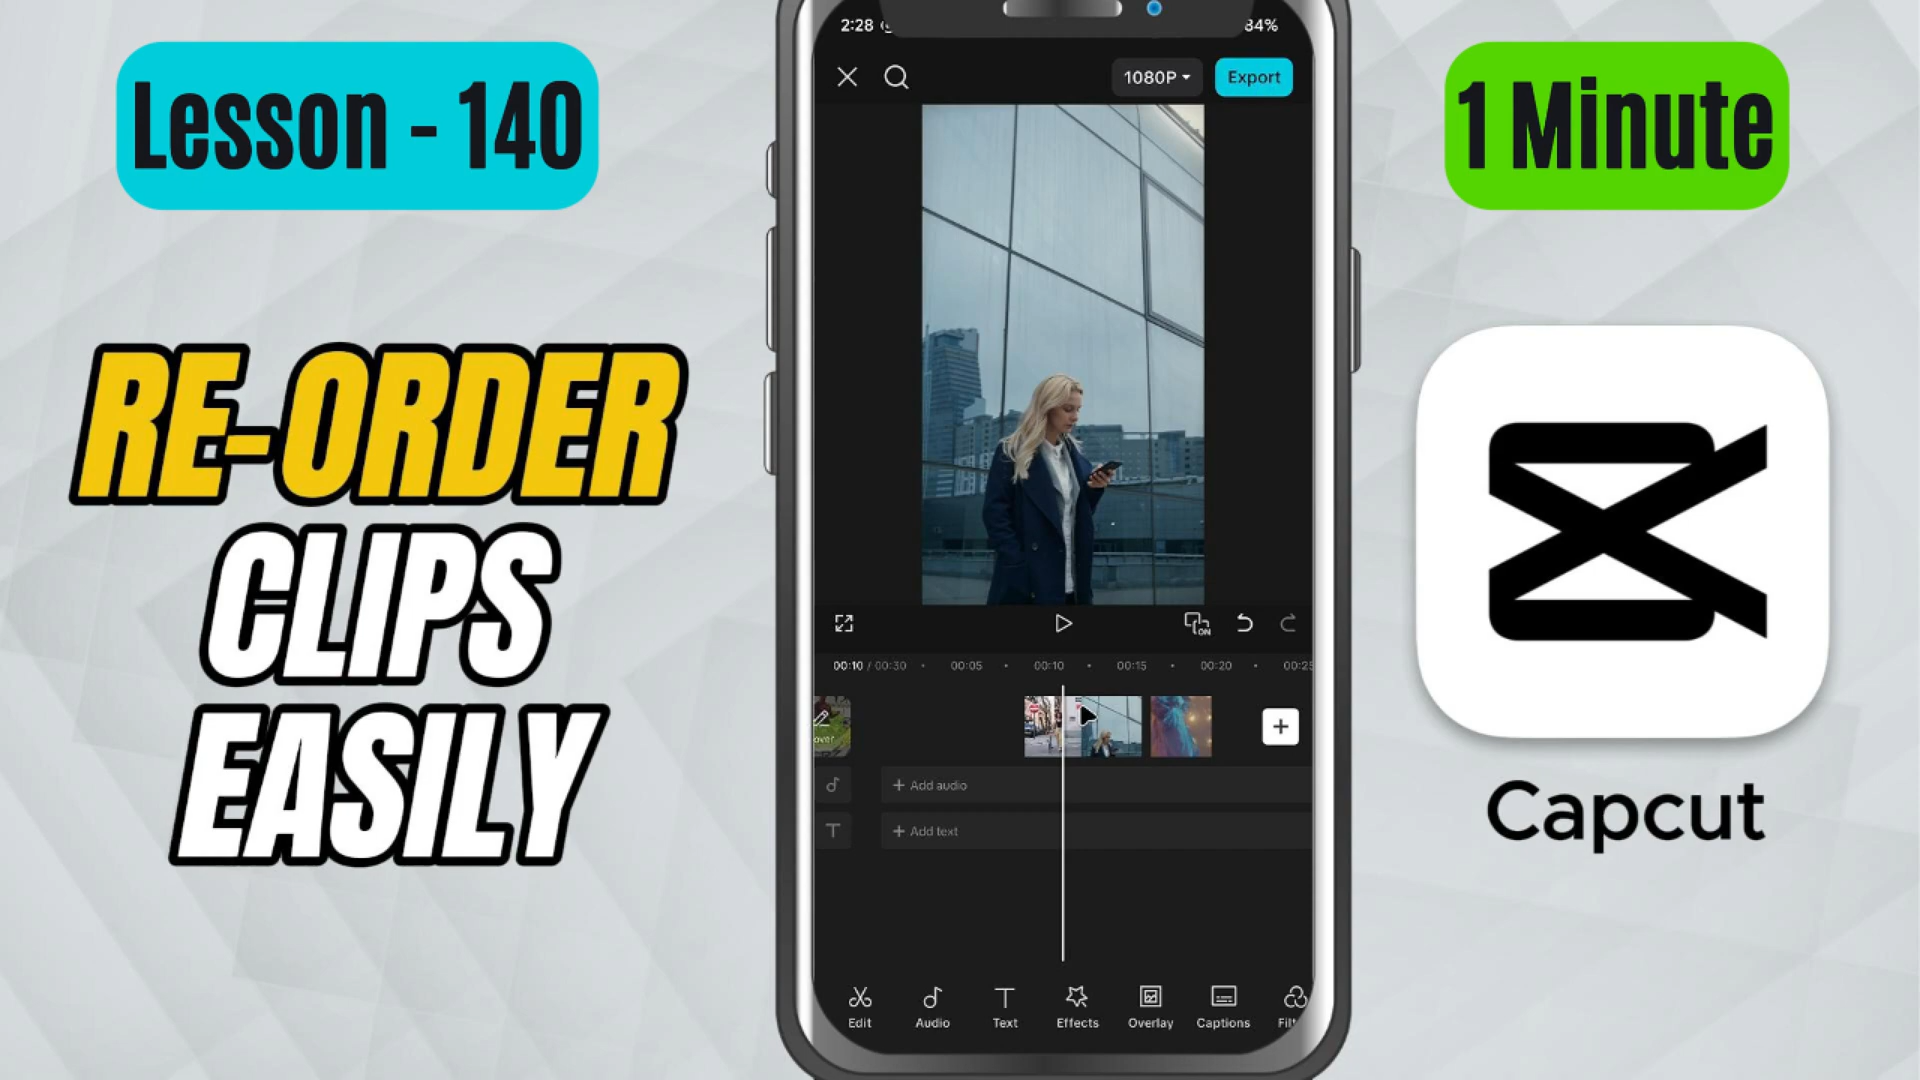 Lesson - 140
1 Minute
RE-ORDER
CLIPS
EASILY
Capcut
2:28
84%
1080P
Export
ON
00:10 / 00:30
00:05
00:10
00:15
00:20
+ Add audio
+ Add text
Edit
Audio
Text
Effects
Overlay
Captions